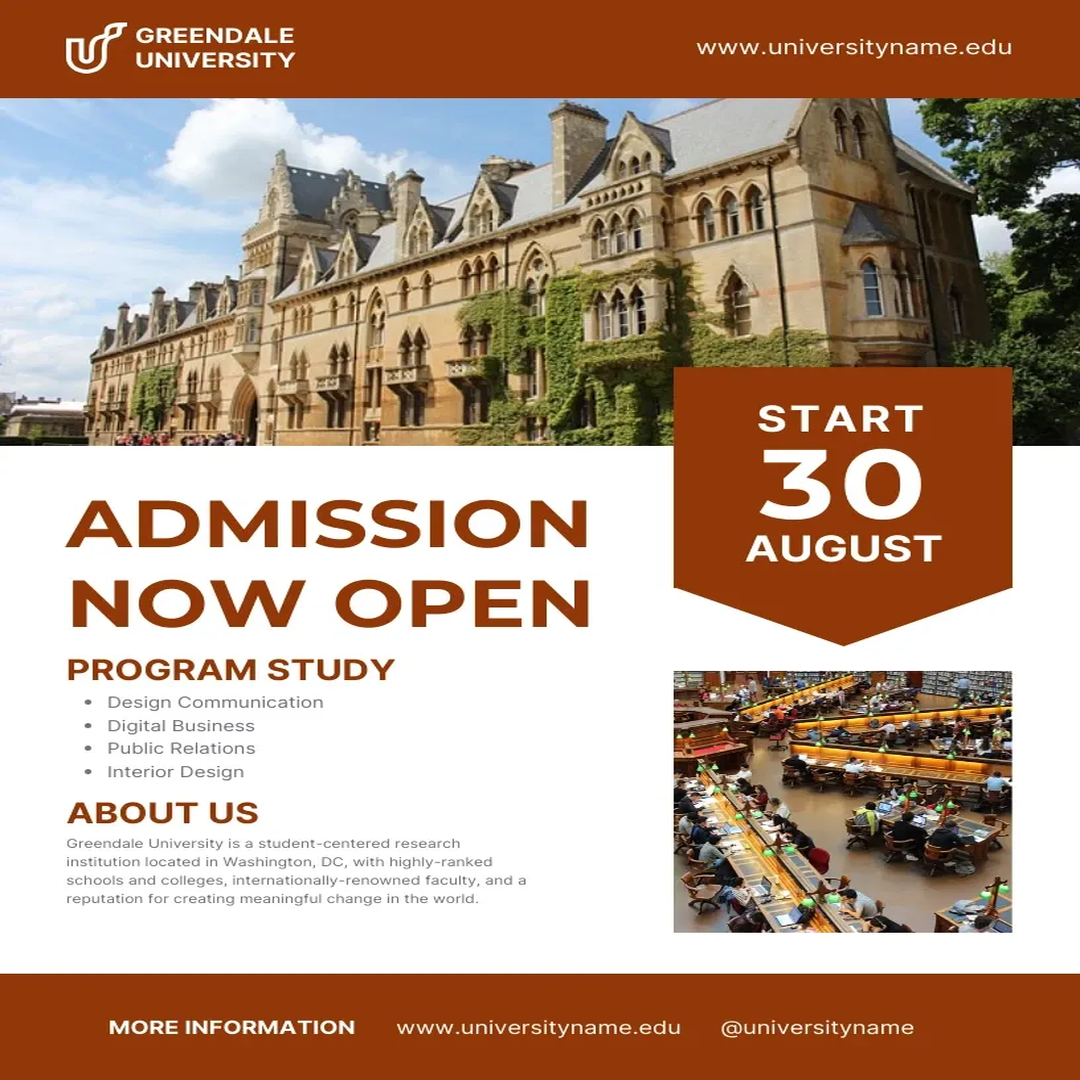 GREENDALE
UNIVERSITY
www.universityname.edu
START
30
AUGUST
ADMISSION
NOW OPEN
PROGRAM STUDY
• Design Communication
• Digital Business
• Public Relations
• Interior Design
ABOUT US
Greendale University is a student-centered research
institution located in Washington, DC, with highly-ranked
schools and colleges, internationally-renowned faculty, and a
reputation for creating meaningful change in the world.
MORE INFORMATION www.universityname.edu @universityname